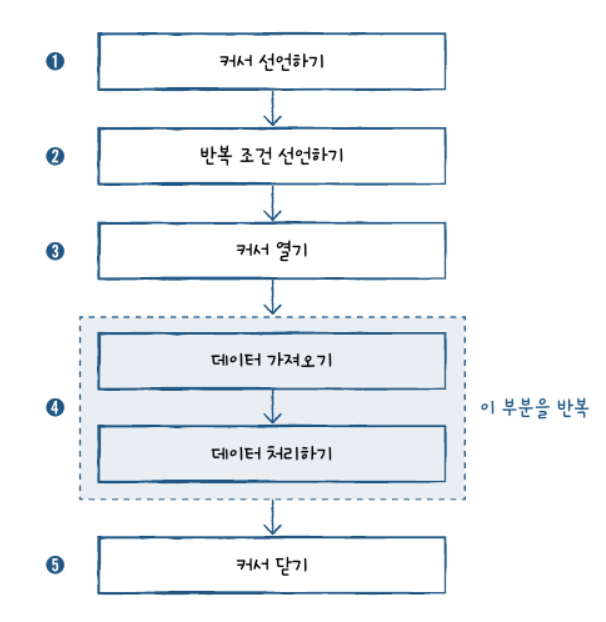 ❶ 커서 선언하기
❷ 반복 조건 선언하기
❸ 커서 열기
데이터 가져오기
❹ 이 부분을 반복
데이터 처리하기
❺ 커서 닫기